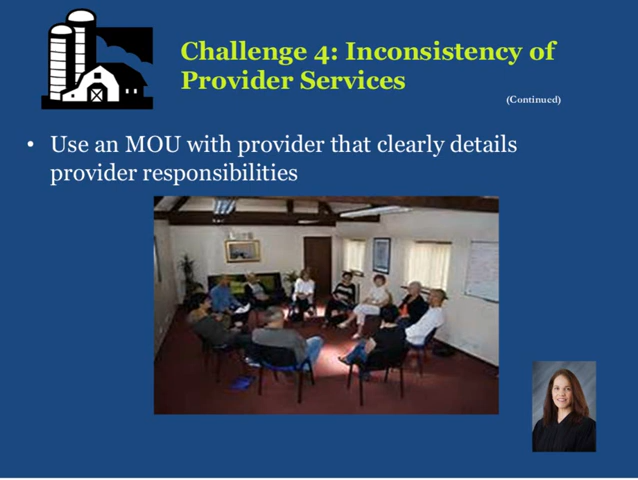 Challenge 4: Inconsistency of
Provider Services
(Continued)
• Use an MOU with provider that clearly details
provider responsibilities